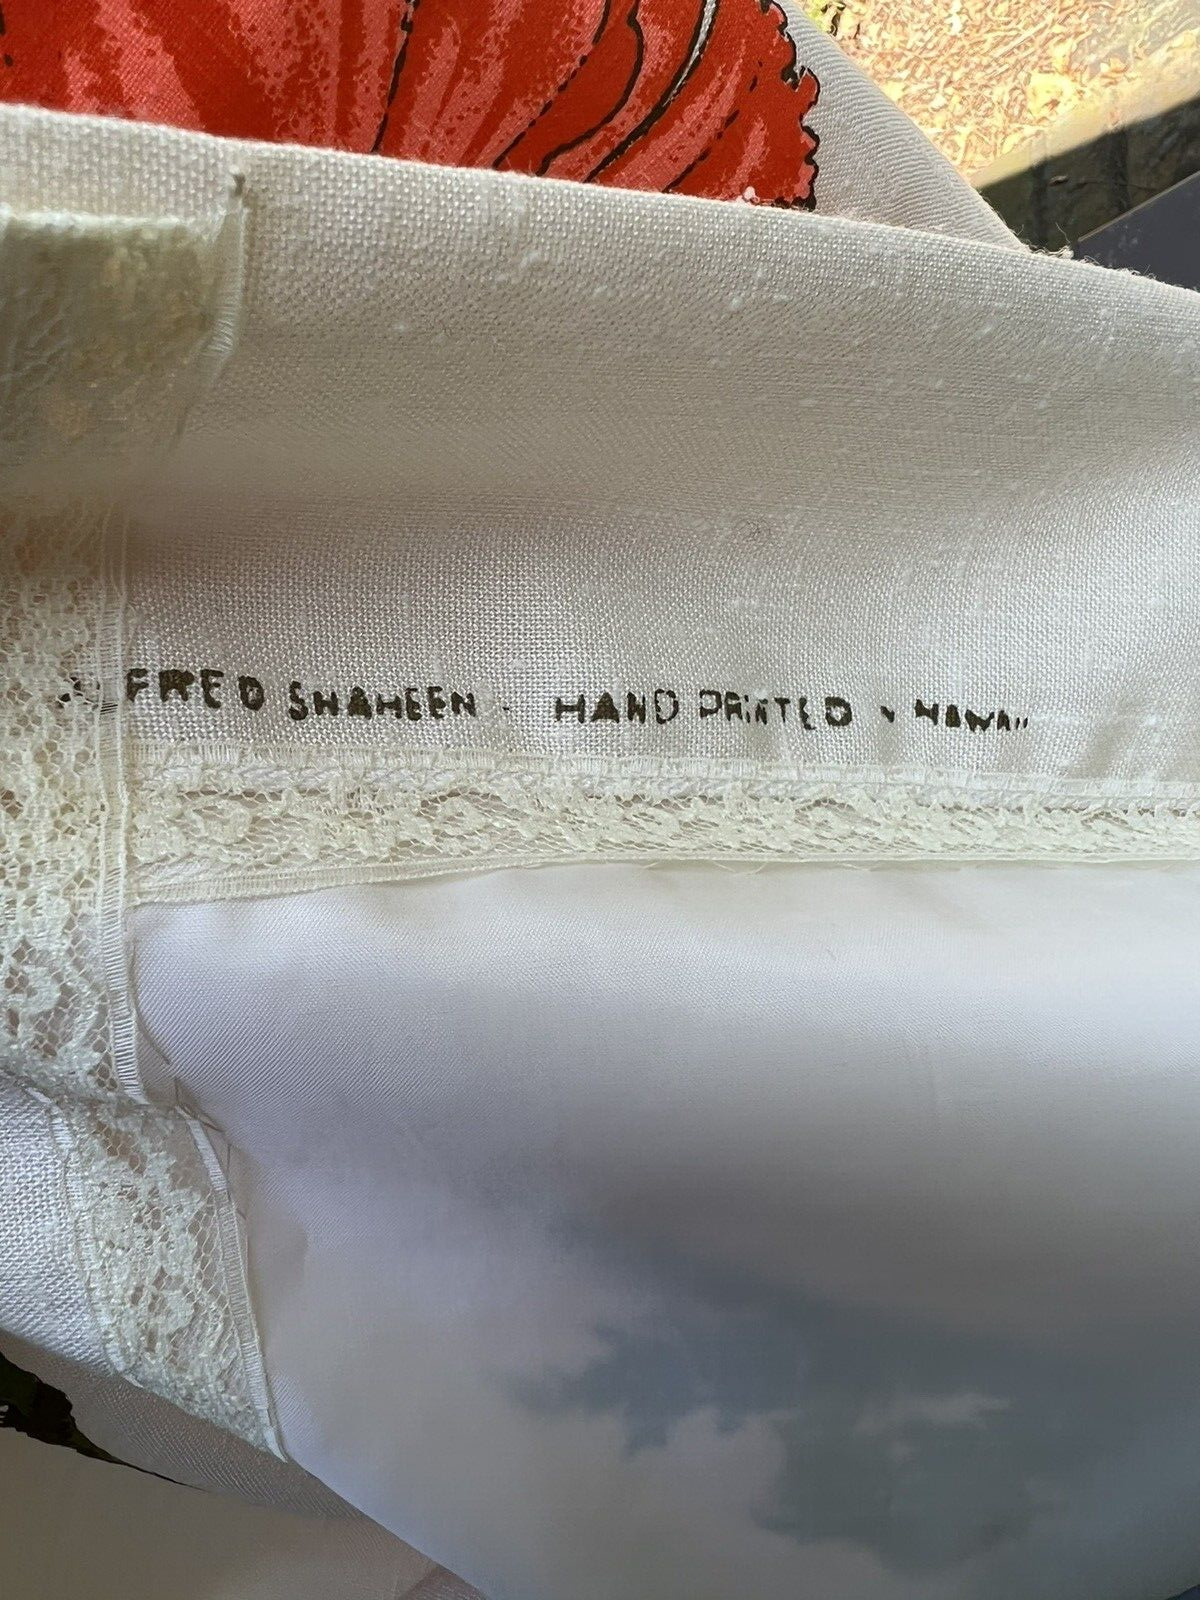 FRED SHAHEEN · HAND PRINTED · HAWAII